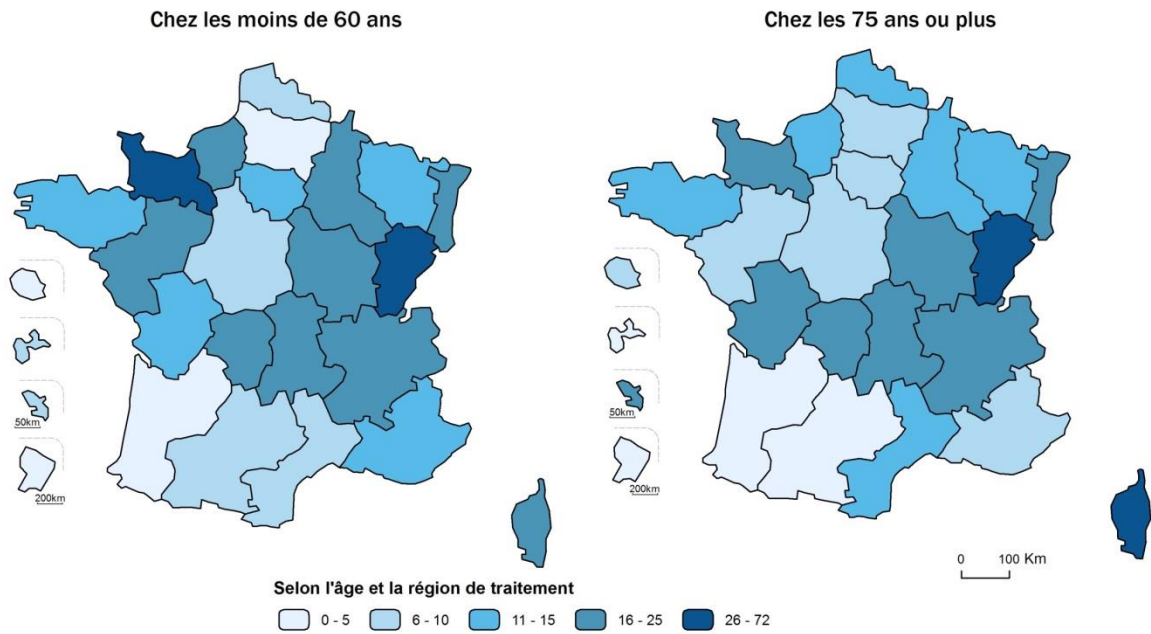 Chez les moins de 60 ans
Chez les 75 ans ou plus
50km
200km
50km
200km
0 100 Km
Selon l'âge et la région de traitement
0 - 5 6 - 10 11 - 15 16 - 25 26 - 72